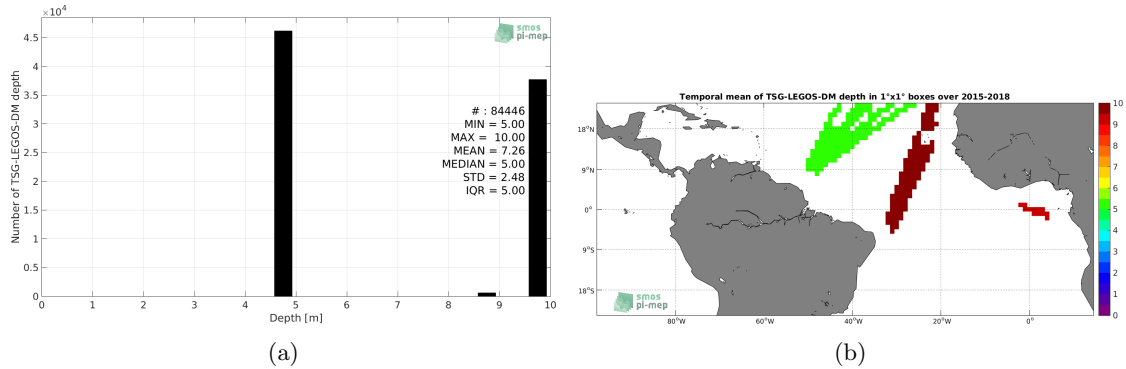 ×10⁴
smos
pi-mep
4.5
4
3.5
3
2.5
2
1.5
1
0.5
0
Number of TSG-LEGOS-DM depth
# : 84446
MIN = 5.00
MAX = 10.00
MEAN = 7.26
MEDIAN = 5.00
STD = 2.48
IQR = 5.00
0 1 2 3 4 5 6 7 8 9 10
Depth [m]
(a)
Temporal mean of TSG-LEGOS-DM depth in 1°x1° boxes over 2015-2018
18°N
9°N
0°
9°S
18°S
80°W 60°W 40°W 20°W 0°
10
9
8
7
6
5
4
3
2
1
0
smos
pi-mep
(b)